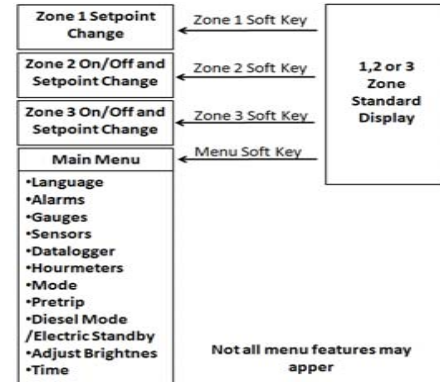 Zone 1 Setpoint
Change
Zone 1 Soft Key
Zone 2 On/Off and
Setpoint Change
Zone 2 Soft Key
Zone 3 On/Off and
Setpoint Change
Zone 3 Soft Key
1,2 or 3
Zone
Standard
Display
Main Menu
Menu Soft Key
•Language
•Alarms
•Gauges
•Sensors
•Datalogger
•Hourmeters
•Mode
•Pretrip
•Diesel Mode
/Electric Standby
•Adjust Brightnes
•Time
Not all menu features may
apper